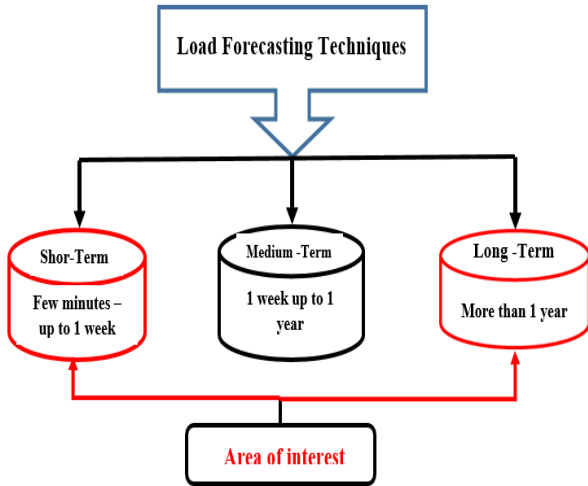 Load Forecasting Techniques
Shor-Term
Few minutes –
up to 1 week
Medium -Term
1 week up to 1
year
Long -Term
More than 1 year
Area of interest